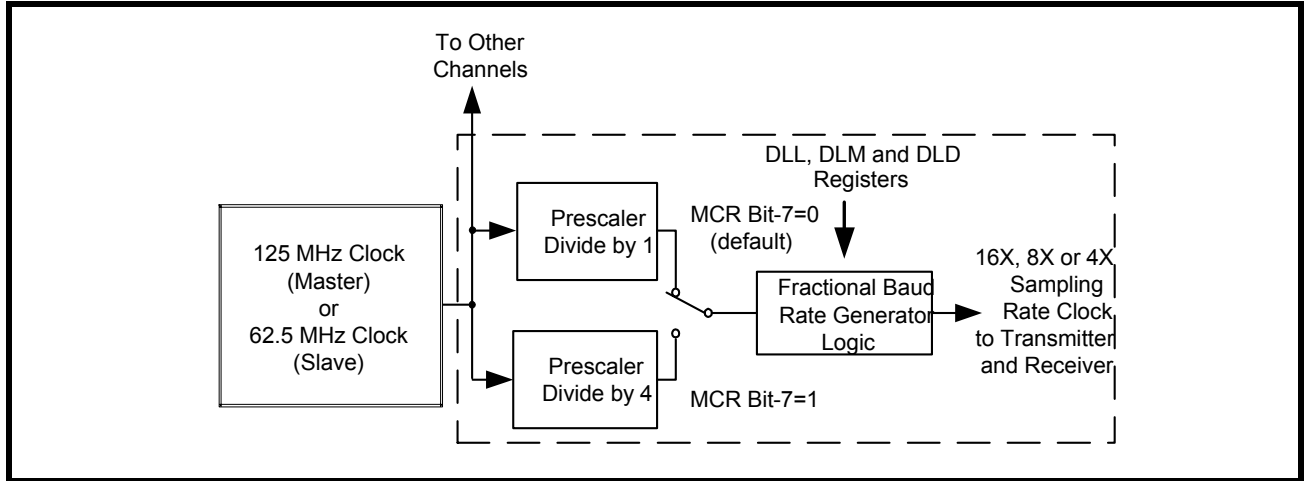 To Other
Channels
DLL, DLM and DLD
Registers
125 MHz Clock
(Master)
or
62.5 MHz Clock
(Slave)
Prescaler
Divide by 1
MCR Bit-7=0
(default)
Fractional Baud
Rate Generator
Logic
16X, 8X or 4X
Sampling
Rate Clock
to Transmitter
and Receiver
Prescaler
Divide by 4
MCR Bit-7=1